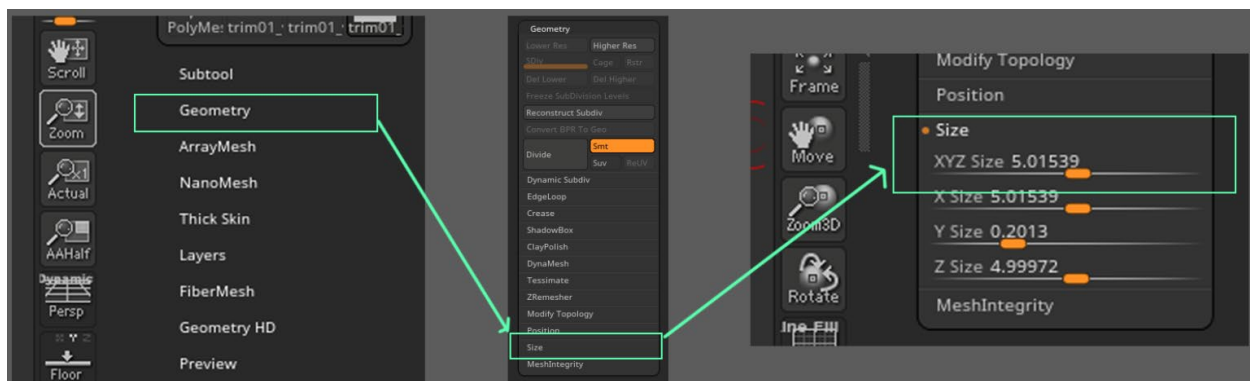 PolyMe: trim01_ trim01_ trim01_
Scroll
Zoom
Actual
AAHalf
Dynamic
Persp
X Y Z
Floor
Subtool
Geometry
ArrayMesh
NanoMesh
Thick Skin
Layers
FiberMesh
Geometry HD
Preview
Geometry
Lower Res Higher Res
SDiv Cage Rstr
Del Lower Del Higher
Freeze SubDivision Levels
Reconstruct Subdiv
Convert BPR To Geo
Divide Smt
Suv ReUV
Dynamic Subdiv
EdgeLoop
Crease
ShadowBox
ClayPolish
DynaMesh
Tessimate
ZRemesher
Modify Topology
Position
Size
MeshIntegrity
Frame
Move
Zoom3D
Rotate
Line Fill
Modify Topology
Position
Size
XYZ Size 5.01539
X Size 5.01539
Y Size 0.2013
Z Size 4.99972
MeshIntegrity